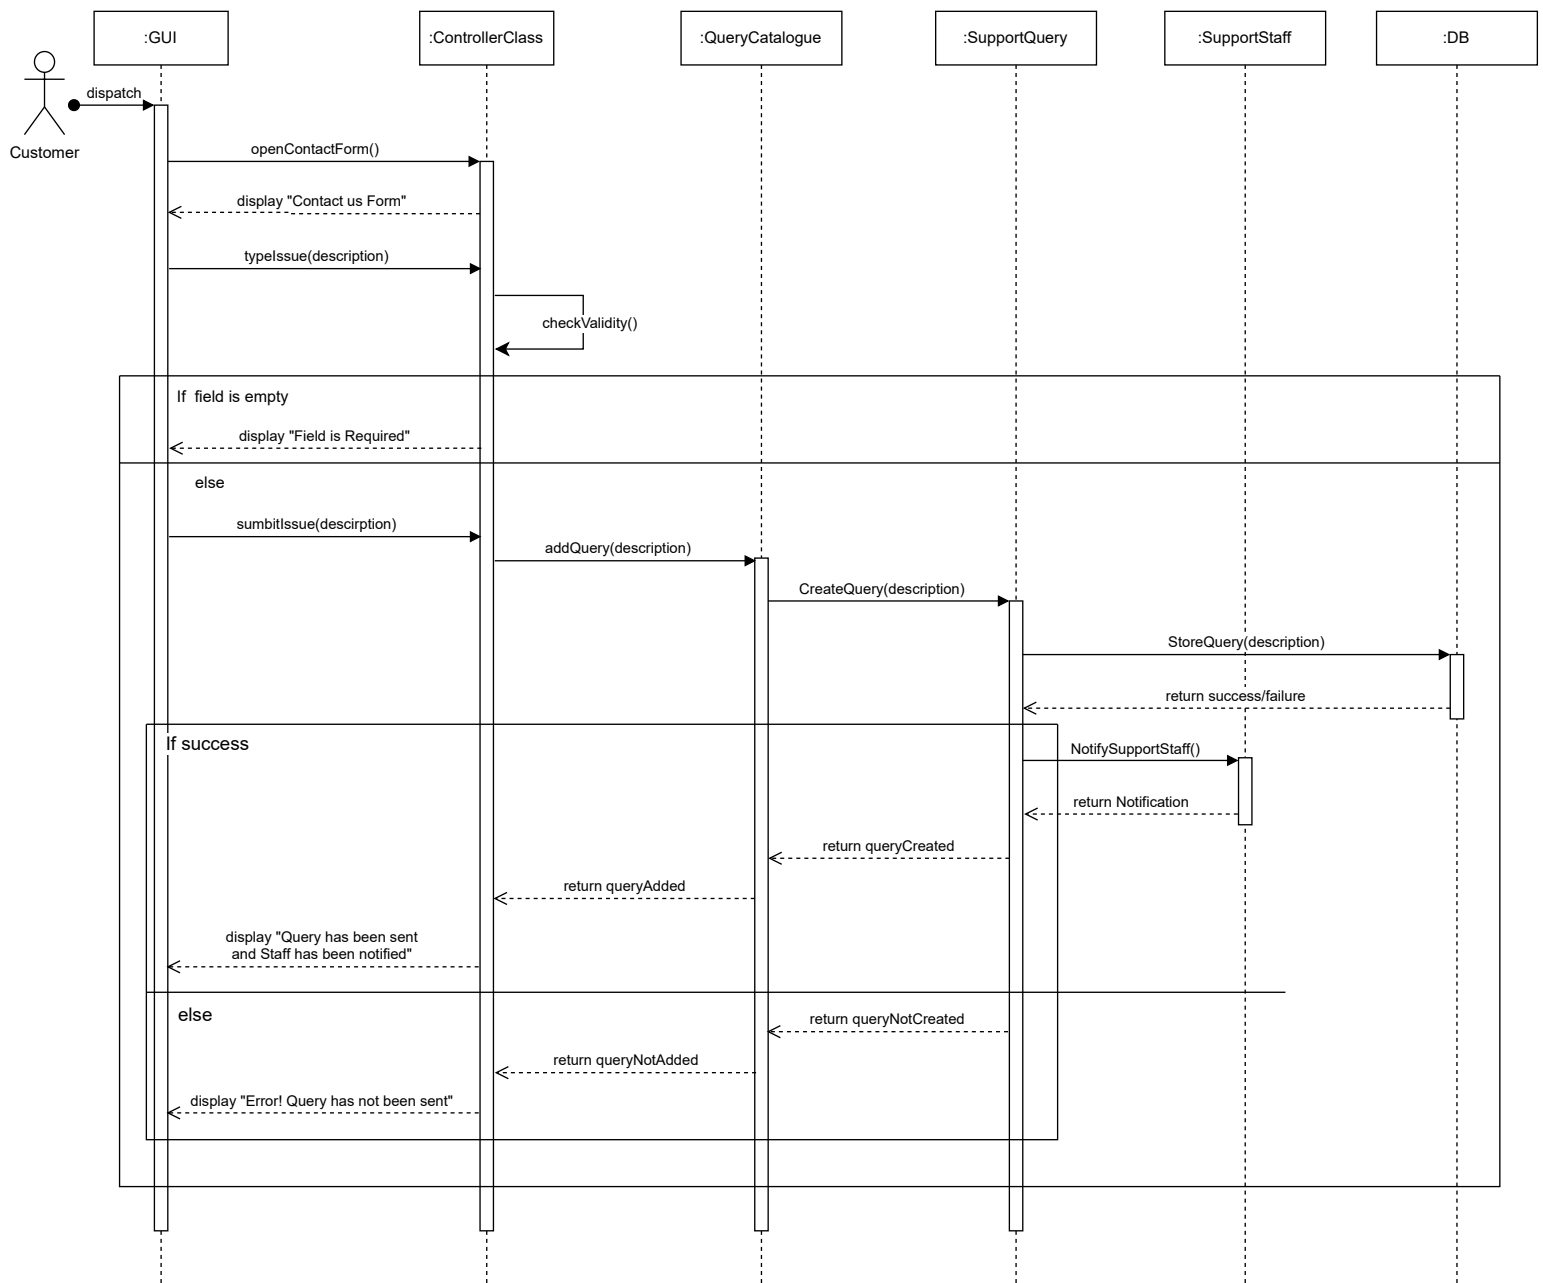 :GUI
:ControllerClass
:QueryCatalogue
:SupportQuery
:SupportStaff
:DB
dispatch
Customer
openContactForm()
display "Contact us Form"
typeIssue(description)
checkValidity()
If  field is empty
display "Field is Required"
else
sumbitIssue(descirption)
addQuery(description)
CreateQuery(description)
StoreQuery(description)
return success/failure
If success
NotifySupportStaff()
return Notification
return queryCreated
return queryAdded
display "Query has been sent
and Staff has been notified"
else
return queryNotCreated
return queryNotAdded
display "Error! Query has not been sent"